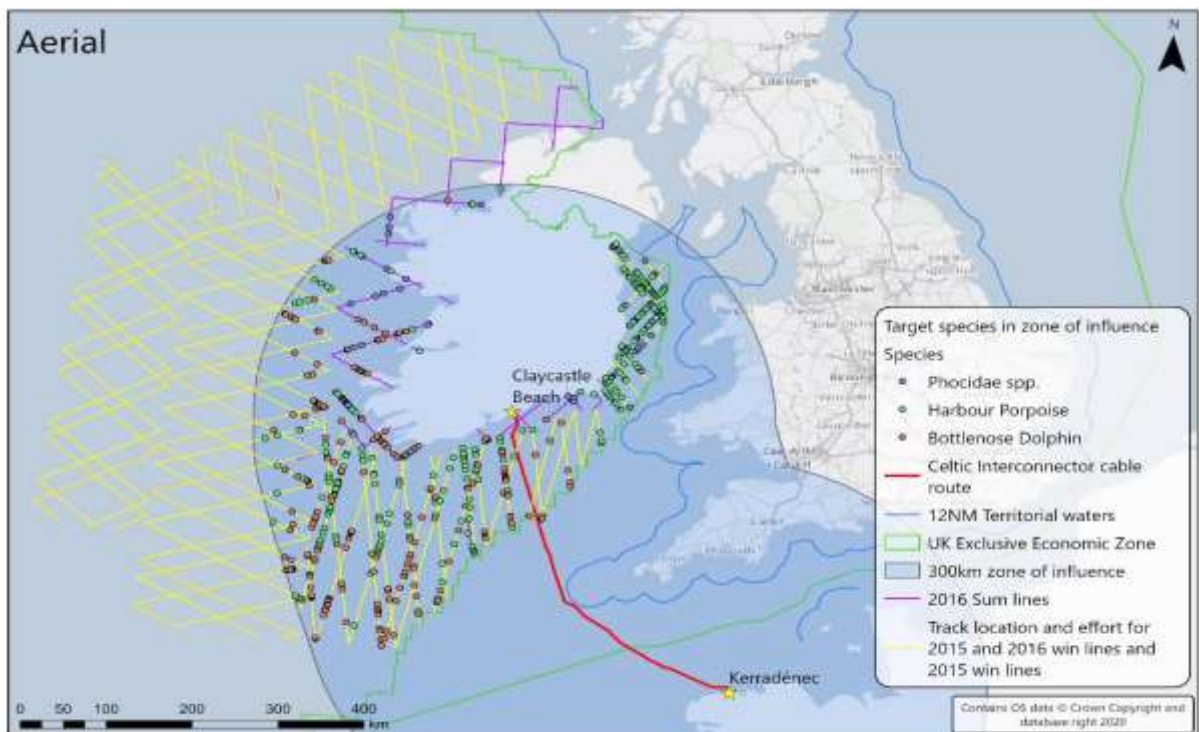 Aerial
N
Edinburgh
Claycastle
Beach
Target species in zone of influence
Species
Phocidae spp.
Harbour Porpoise
Bottlenose Dolphin
Celtic Interconnector cable
route
12NM Territorial waters
UK Exclusive Economic Zone
300km zone of influence
2016 Sum lines
Track location and effort for
2015 and 2016 win lines and
2015 win lines
Kerradénec
0 50 100 200 300 400
km
Contains OS data © Crown Copyright and
database right 2020